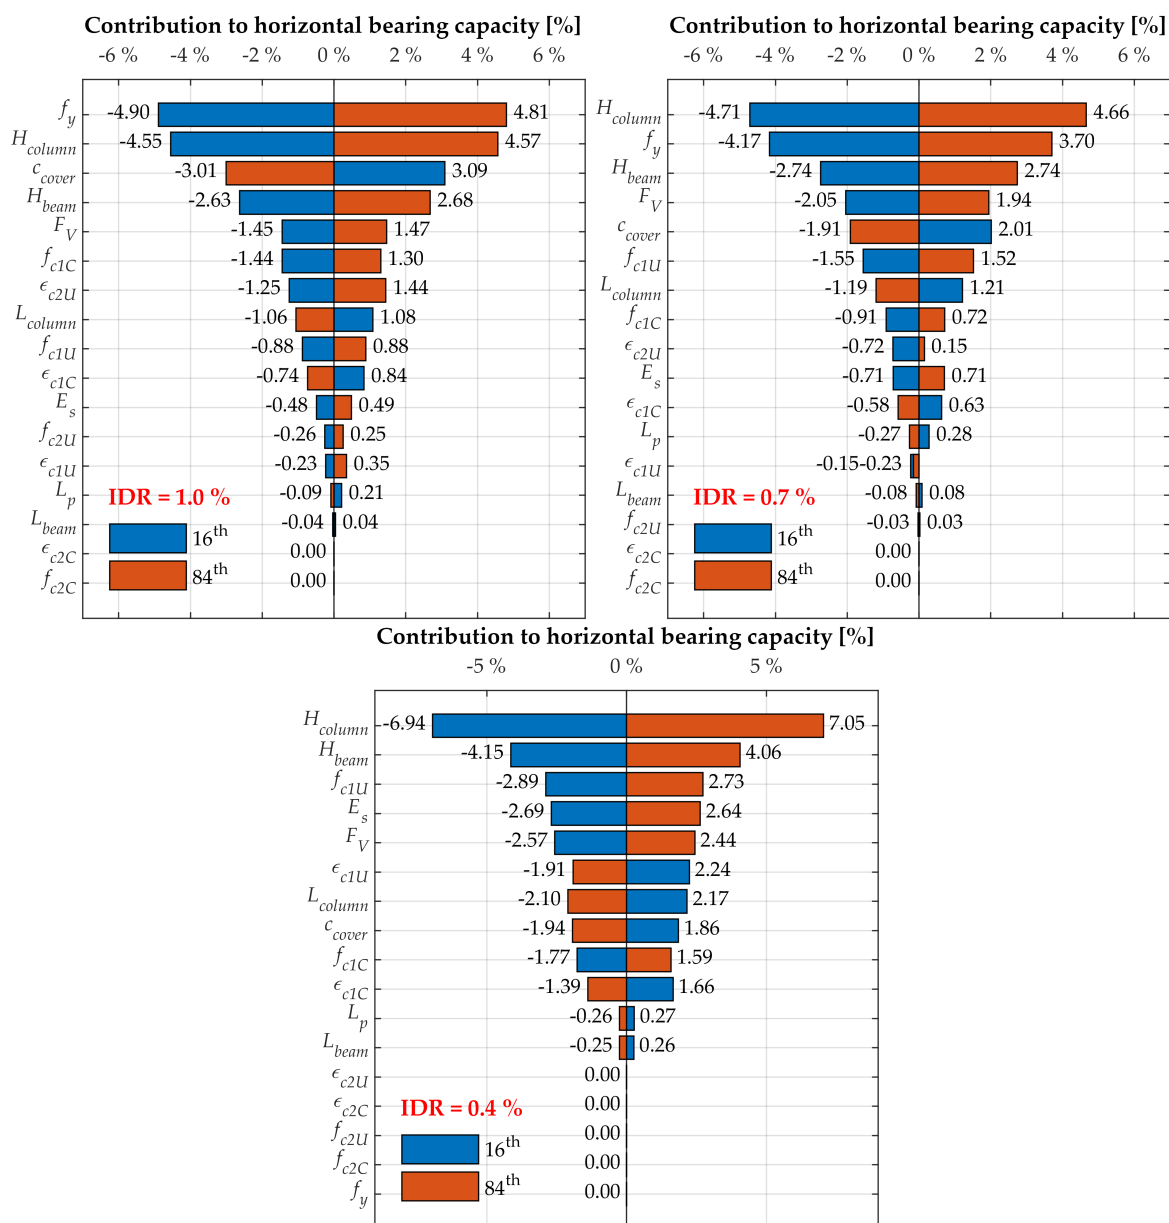 Contribution to horizontal bearing capacity [%]
-6 % -4 % -2 % 0 % 2 % 4 % 6 %
f_y -4.90 4.81
H_column -4.55 4.57
c_cover -3.01 3.09
H_beam -2.63 2.68
F_V -1.45 1.47
f_c1C -1.44 1.30
ϵ_c2U -1.25 1.44
L_column -1.06 1.08
f_c1U -0.88 0.88
ϵ_c1C -0.74 0.84
E_s -0.48 0.49
f_c2U -0.26 0.25
ϵ_c1U -0.23 0.35
L_p -0.09 0.21
L_beam -0.04 0.04
ϵ_c2C 0.00
f_c2C 0.00
IDR = 1.0 %
16th
84th
Contribution to horizontal bearing capacity [%]
-6 % -4 % -2 % 0 % 2 % 4 % 6 %
H_column -4.71 4.66
f_y -4.17 3.70
H_beam -2.74 2.74
F_V -2.05 1.94
c_cover -1.91 2.01
f_c1U -1.55 1.52
L_column -1.19 1.21
f_c1C -0.91 0.72
ϵ_c2U -0.72 0.15
E_s -0.71 0.71
ϵ_c1C -0.58 0.63
L_p -0.27 0.28
ϵ_c1U -0.15 -0.23
L_beam -0.08 0.08
f_c2U -0.03 0.03
ϵ_c2C 0.00
f_c2C 0.00
IDR = 0.7 %
16th
84th
Contribution to horizontal bearing capacity [%]
-5 % 0 % 5 %
H_column -6.94 7.05
H_beam -4.15 4.06
f_c1U -2.89 2.73
E_s -2.69 2.64
F_V -2.57 2.44
ϵ_c1U -1.91 2.24
L_column -2.10 2.17
c_cover -1.94 1.86
f_c1C -1.77 1.59
ϵ_c1C -1.39 1.66
L_p -0.26 0.27
L_beam -0.25 0.26
ϵ_c2U 0.00
ϵ_c2C 0.00
f_c2U 0.00
f_c2C 0.00
f_y 0.00
IDR = 0.4 %
16th
84th